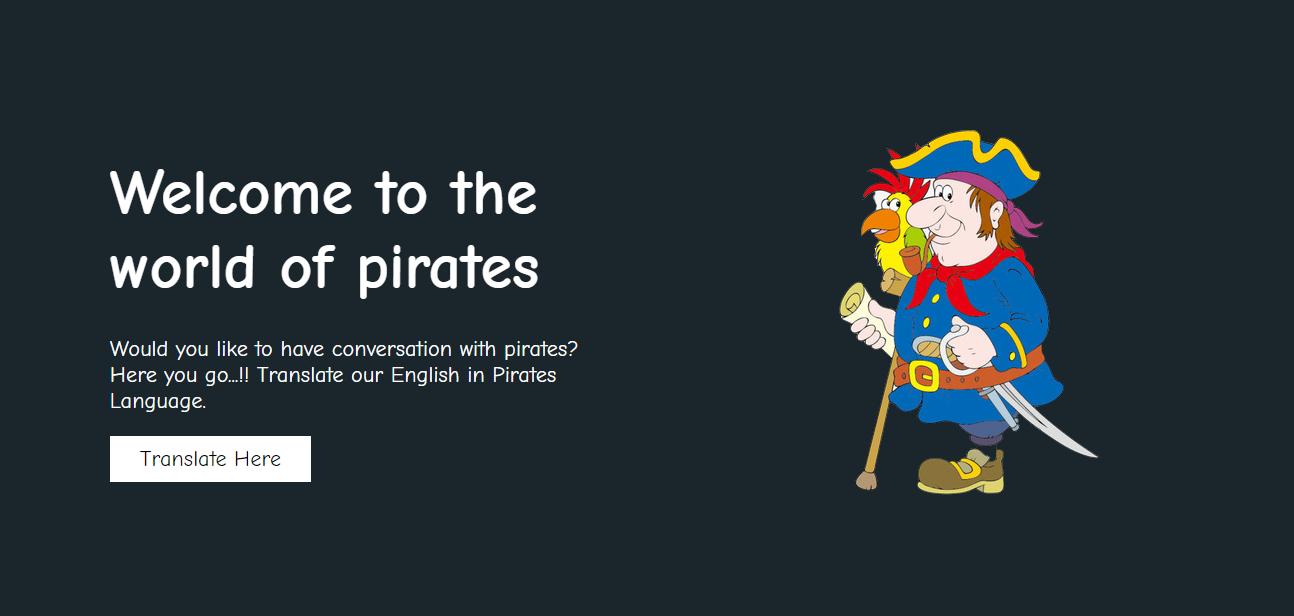 Welcome to the
world of pirates
Would you like to have conversation with pirates?
Here you go...!! Translate our English in Pirates
Language.
Translate Here